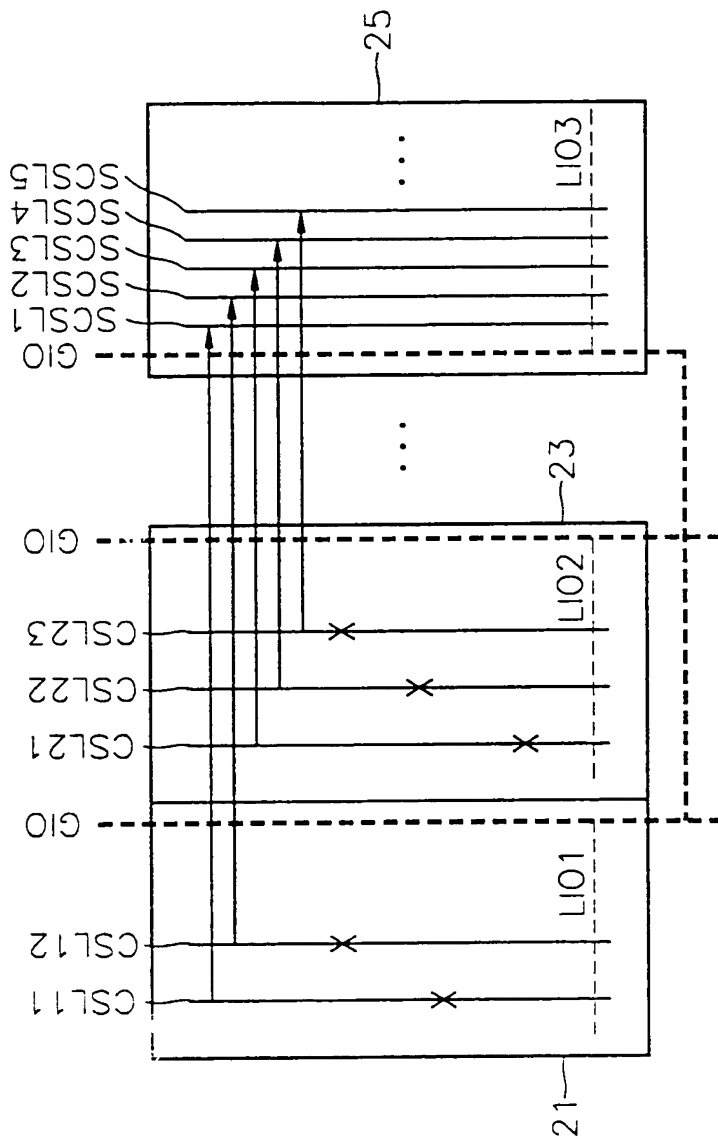 CSL11
CSL12
GIO
CSL21
CSL22
CSL23
GIO
GIO
SCSL1
SCSL2
SCSL3
SCSL4
SCSL5
LIO1
LIO2
LIO3
21
23
25